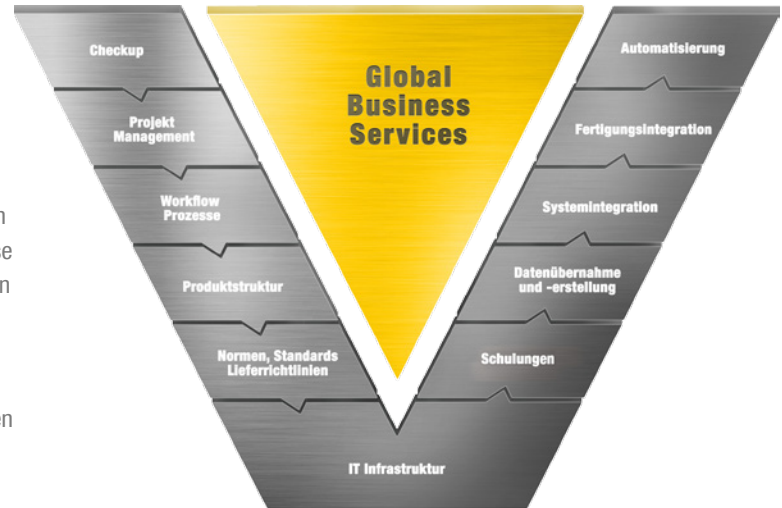 Checkup
Projekt
Management
Workflow
Prozesse
Produktstruktur
Normen, Standards
Lieferrichtlinien
IT Infrastruktur
Global
Business
Services
Automatisierung
Fertigungsintegration
Systemintegration
Datenübernahme
und -erstellung
Schulungen